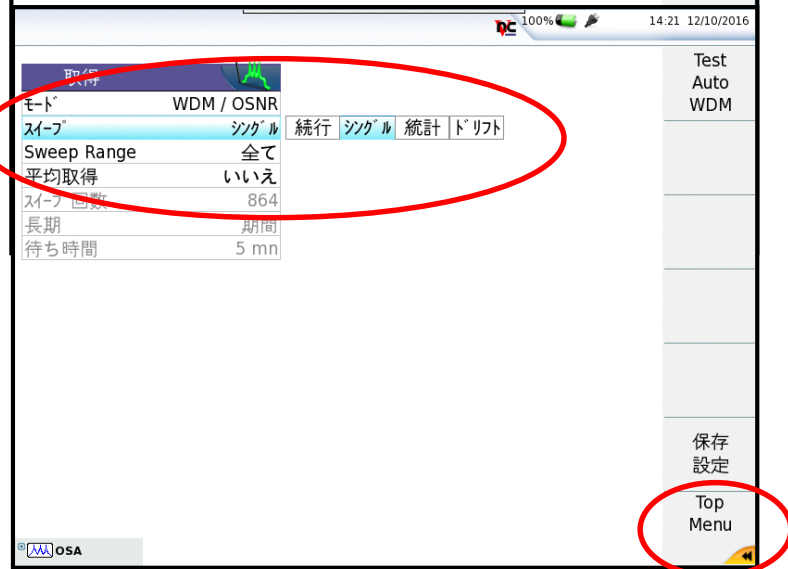 100%
14:21 12/10/2016
取得
ﾓｰﾄﾞ WDM / OSNR
ｽｲｰﾌﾟ ｼﾝｸﾞﾙ 続行 ｼﾝｸﾞﾙ 統計 ﾄﾞﾘﾌﾄ
Sweep Range 全て
平均取得 いいえ
ｽｲｰﾌﾟ 回数 864
長期 期間
待ち時間 5 mn
Test
Auto
WDM
保存
設定
Top
Menu
OSA